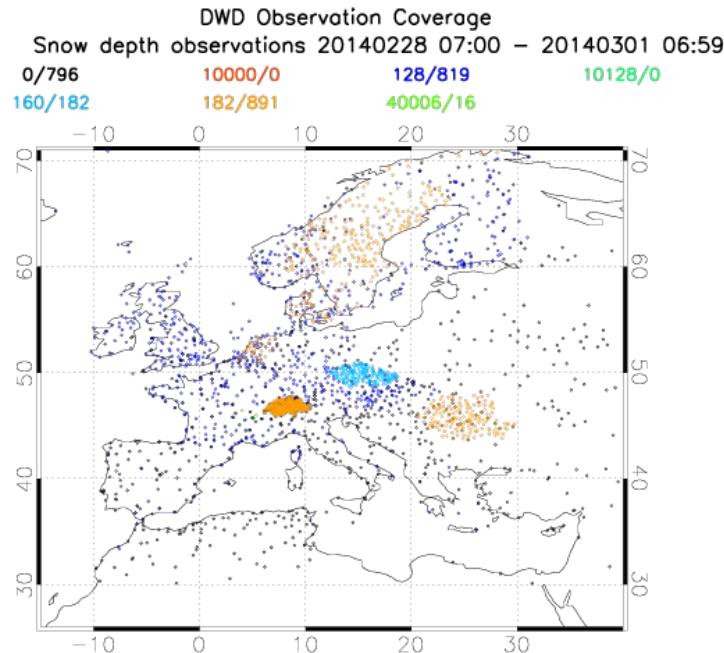 DWD Observation Coverage
Snow depth observations 20140228 07:00 – 20140301 06:59
0/796 10000/0 128/819 10128/0
160/182 182/891 40006/16
−10 0 10 20 30
70 70
60 60
50 50
40 40
30 30
−10 0 10 20 30